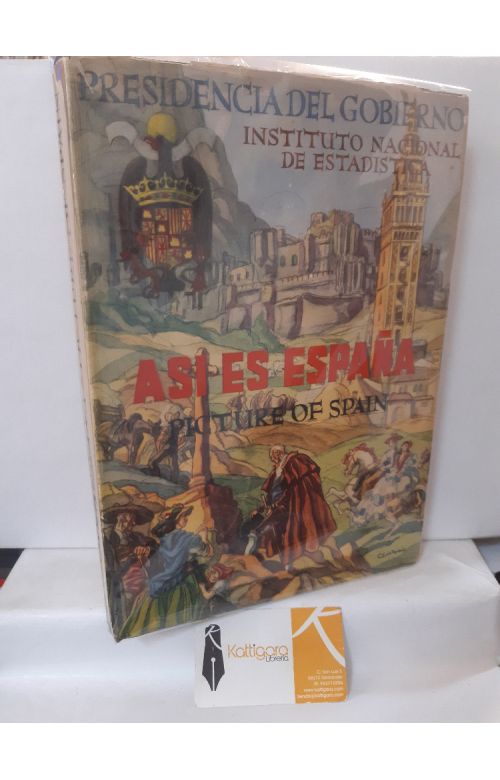 PRESIDENCIA DEL GOBIERNO
INSTITUTO NACIONAL
DE ESTADISTICA
ASI ES ESPAÑA
PICTURE OF SPAIN
Kattigara
Librería